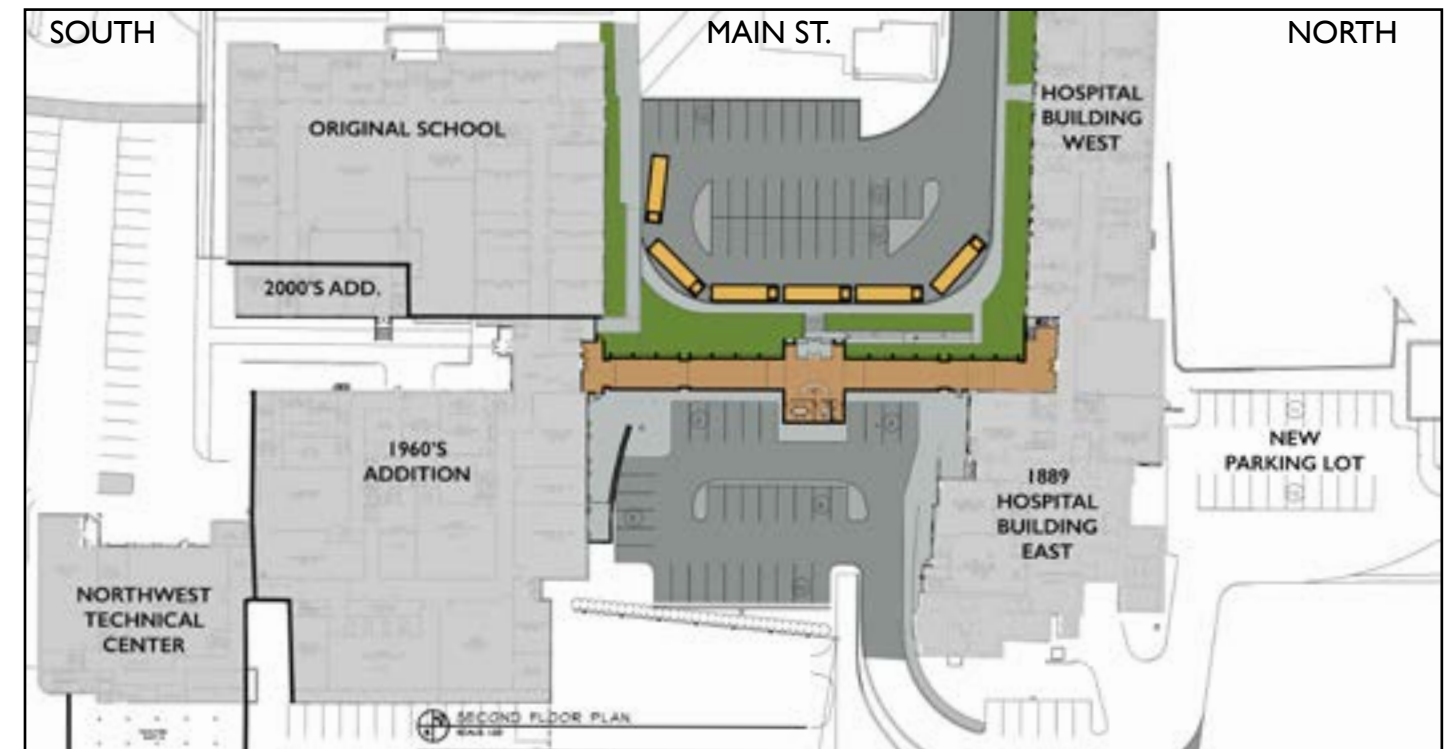 SOUTH
MAIN ST.
NORTH
ORIGINAL SCHOOL
HOSPITAL
BUILDING
WEST
2000'S ADD.
1960'S
ADDITION
NEW
PARKING LOT
1889
HOSPITAL
BUILDING
EAST
NORTHWEST
TECHNICAL
CENTER
SECOND FLOOR PLAN